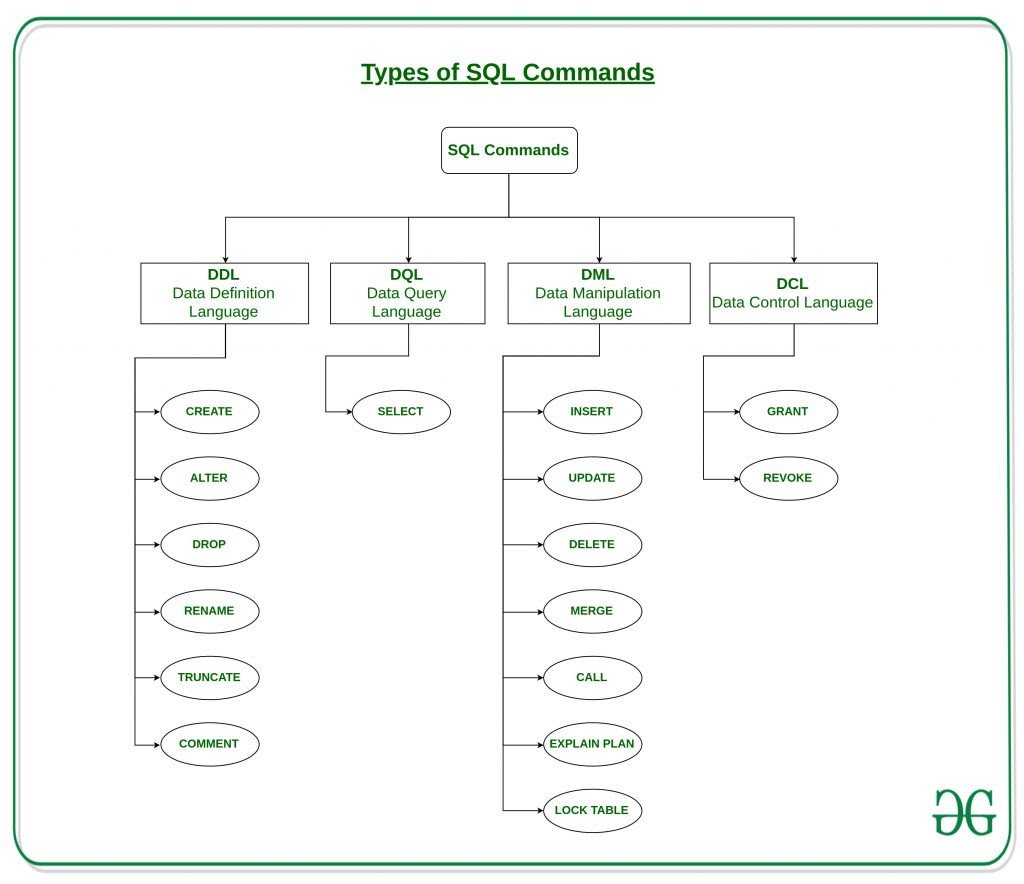 Types of SQL Commands
SQL Commands
DDL
Data Definition
Language
DQL
Data Query
Language
DML
Data Manipulation
Language
DCL
Data Control Language
CREATE
ALTER
DROP
RENAME
TRUNCATE
COMMENT
SELECT
INSERT
UPDATE
DELETE
MERGE
CALL
EXPLAIN PLAN
LOCK TABLE
GRANT
REVOKE